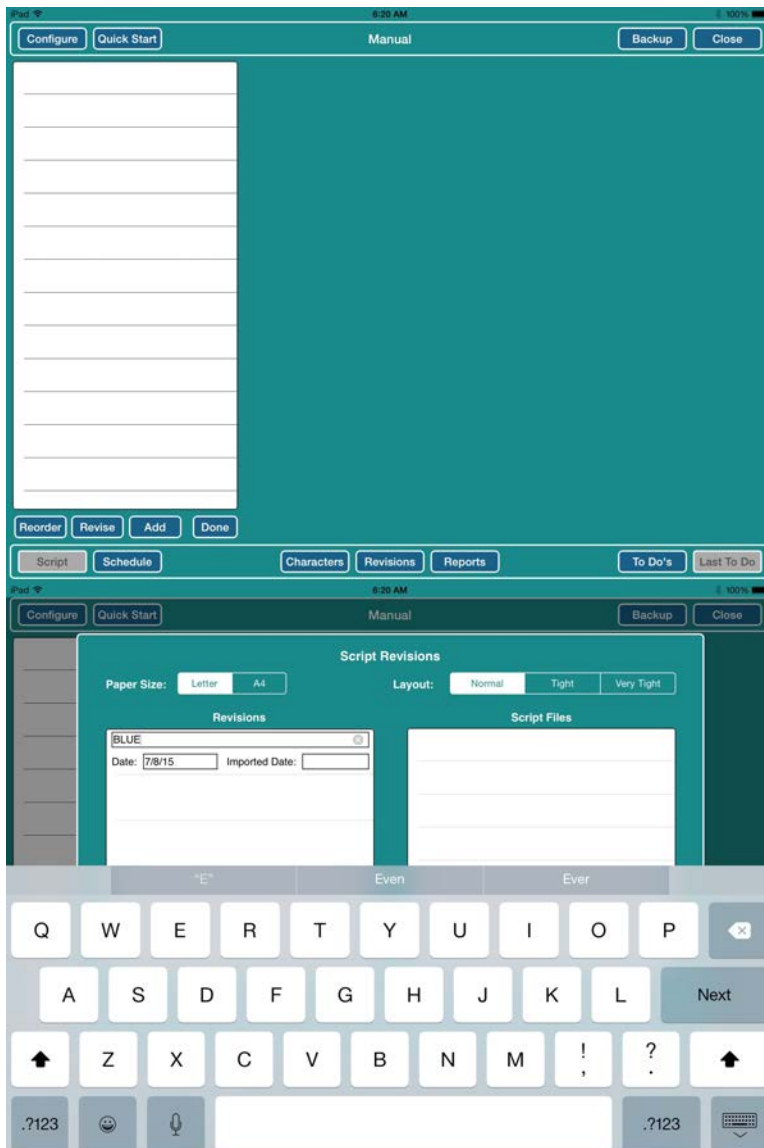 iPad 6:20 AM 100%
Configure Quick Start Manual Backup Close
Reorder Revise Add Done
Script Schedule Characters Revisions Reports To Do's Last To Do
iPad 6:20 AM 100%
Configure Quick Start Manual Backup Close
Script Revisions
Paper Size: Letter A4 Layout: Normal Tight Very Tight
Revisions Script Files
BLUE
Date: 7/8/15 Imported Date:
"E" Even Ever
Q W E R T Y U I O P
A S D F G H J K L Next
Z X C V B N M ! , ? .
.?123 .?123